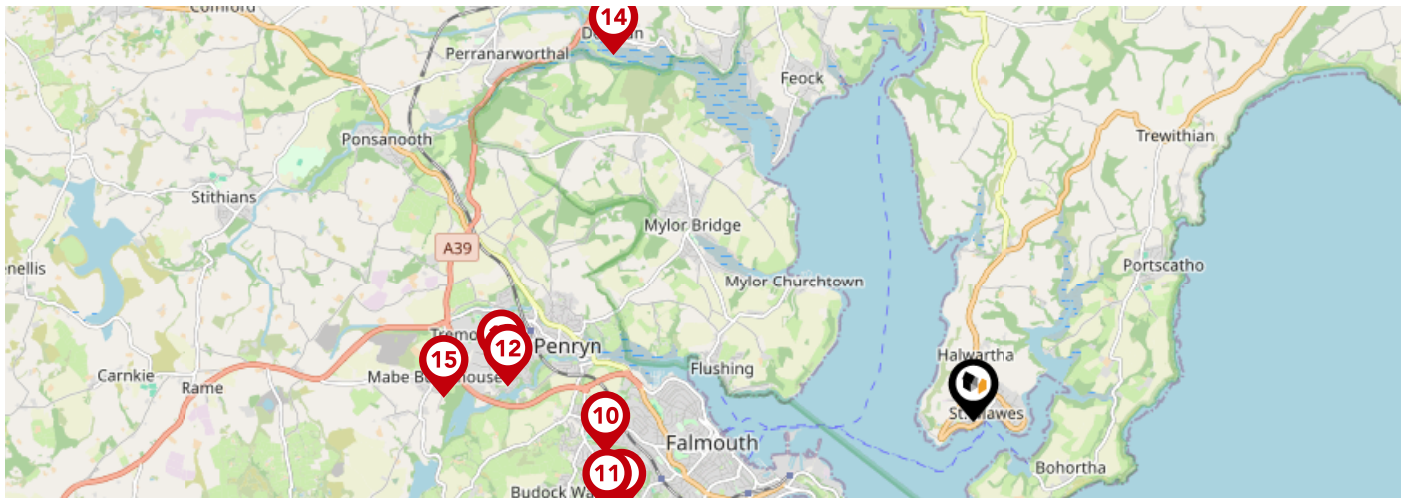 14
Perranarworthal
Feock
Ponsanooth
Trewithian
Stithians
Mylor Bridge
A39
Portscatho
Mylor Churchtown
12
Penryn
15
Halwartha
Carnkie
Rame
Flushing
10
Falmouth
11
Bohortha